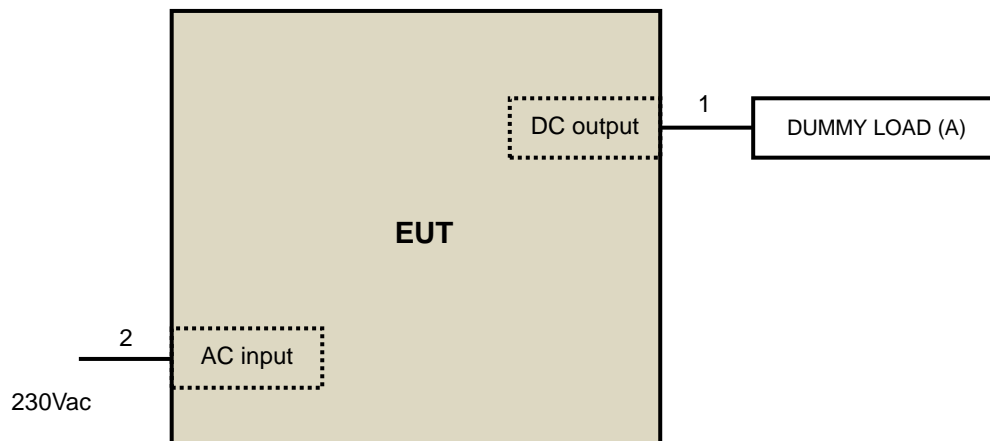 1
DC output
DUMMY LOAD (A)
EUT
2
AC input
230Vac